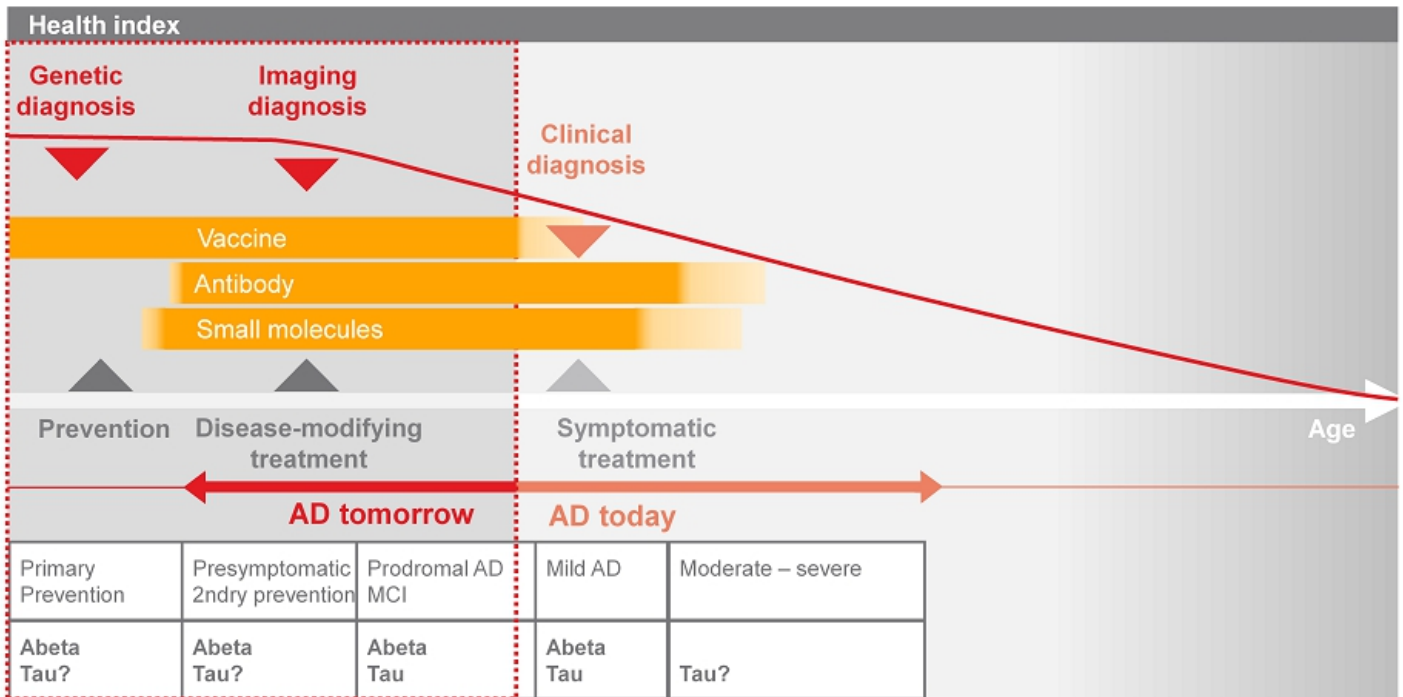 Health index
Genetic
diagnosis
Imaging
diagnosis
Clinical
diagnosis
Vaccine
Antibody
Small molecules
Prevention
Disease-modifying
treatment
Symptomatic
treatment
Age
AD tomorrow
AD today
Primary
Prevention
Presymptomatic
2ndry prevention
Prodromal AD
MCI
Mild AD
Moderate – severe
Abeta
Tau?
Abeta
Tau?
Abeta
Tau
Abeta
Tau
Tau?